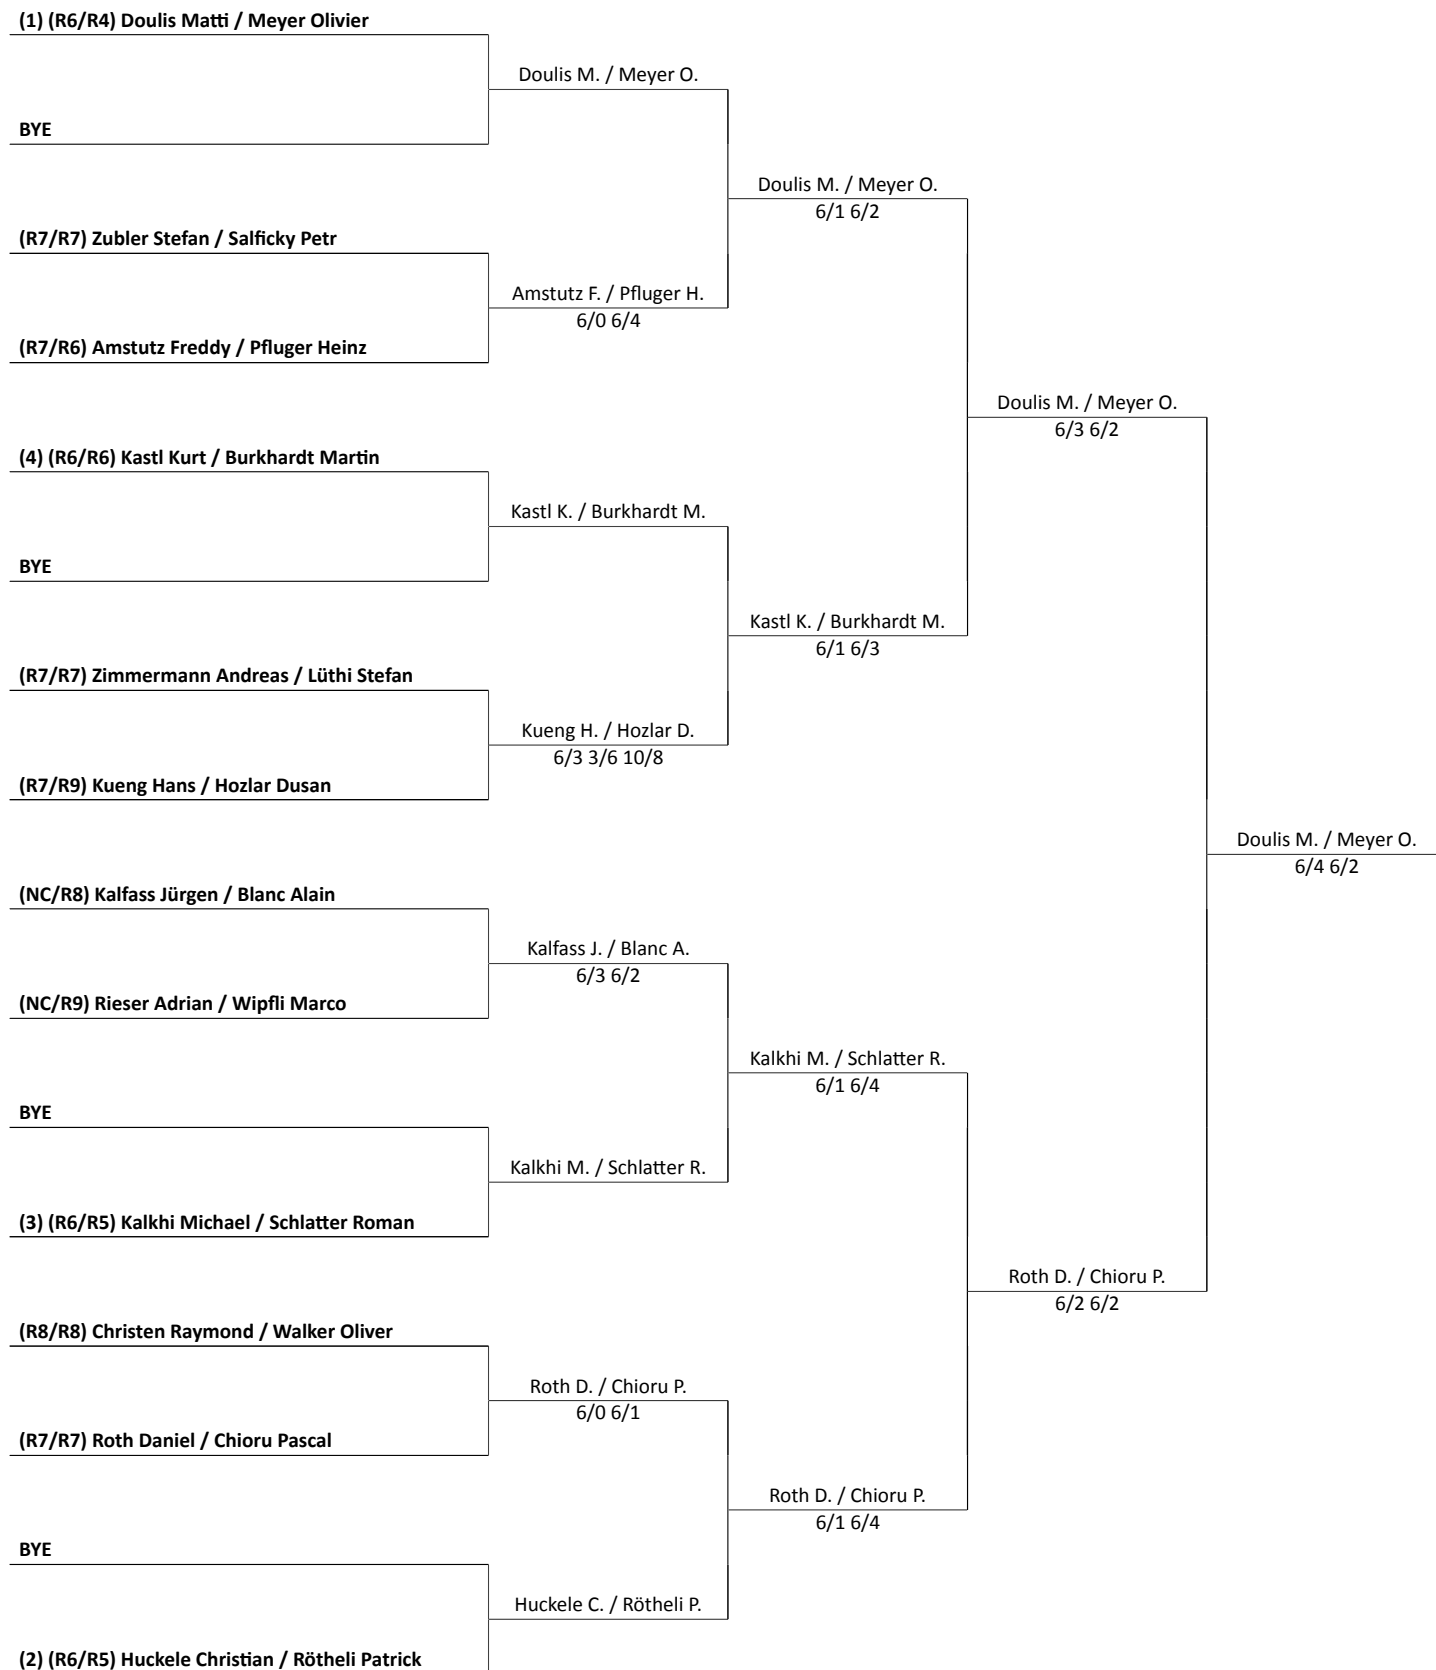 (1) (R6/R4) Doulis Matti / Meyer Olivier
Doulis M. / Meyer O.
BYE
Doulis M. / Meyer O.
6/1 6/2
(R7/R7) Zubler Stefan / Salficky Petr
Amstutz F. / Pfluger H.
6/0 6/4
(R7/R6) Amstutz Freddy / Pfluger Heinz
Doulis M. / Meyer O.
6/3 6/2
(4) (R6/R6) Kastl Kurt / Burkhardt Martin
Kastl K. / Burkhardt M.
BYE
Kastl K. / Burkhardt M.
6/1 6/3
(R7/R7) Zimmermann Andreas / Lüthi Stefan
Kueng H. / Hozlar D.
6/3 3/6 10/8
(R7/R9) Kueng Hans / Hozlar Dusan
Doulis M. / Meyer O.
6/4 6/2
(NC/R8) Kalfass Jürgen / Blanc Alain
Kalfass J. / Blanc A.
6/3 6/2
(NC/R9) Rieser Adrian / Wipfli Marco
Kalkhi M. / Schlatter R.
6/1 6/4
BYE
Kalkhi M. / Schlatter R.
(3) (R6/R5) Kalkhi Michael / Schlatter Roman
Roth D. / Chioru P.
6/2 6/2
(R8/R8) Christen Raymond / Walker Oliver
Roth D. / Chioru P.
6/0 6/1
(R7/R7) Roth Daniel / Chioru Pascal
Roth D. / Chioru P.
6/1 6/4
BYE
Huckele C. / Rötheli P.
(2) (R6/R5) Huckele Christian / Rötheli Patrick